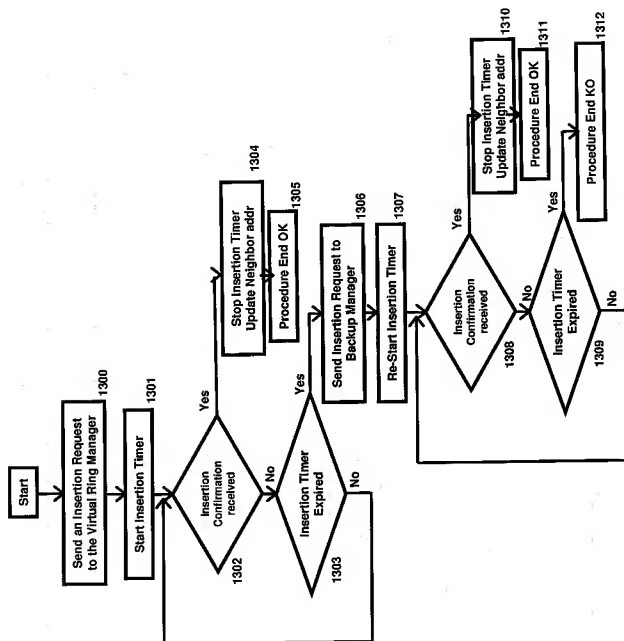 Start
1300
Send an Insertion Request
to the Virtual Ring Manager
1301
Start Insertion Timer
Insertion
Confirmation
received
1302
Yes
No
1304
Stop Insertion Timer
Update Neighbor addr
1305
Procedure End OK
Insertion Timer
Expired
1303
Yes
No
1306
Send Insertion Request to
Backup Manager
1307
Re-Start Insertion Timer
Insertion
Confirmation
received
1308
Yes
No
1310
Stop Insertion Timer
Update Neighbor addr
1311
Procedure End OK
Insertion Timer
Expired
1309
Yes
No
1312
Procedure End KO